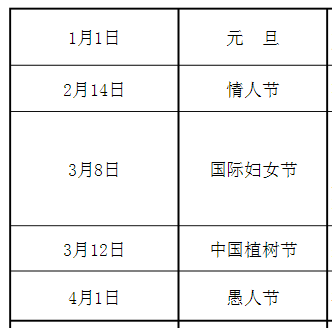 1月1日 元 旦
2月14日 情人节
3月8日 国际妇女节
3月12日 中国植树节
4月1日 愚人节